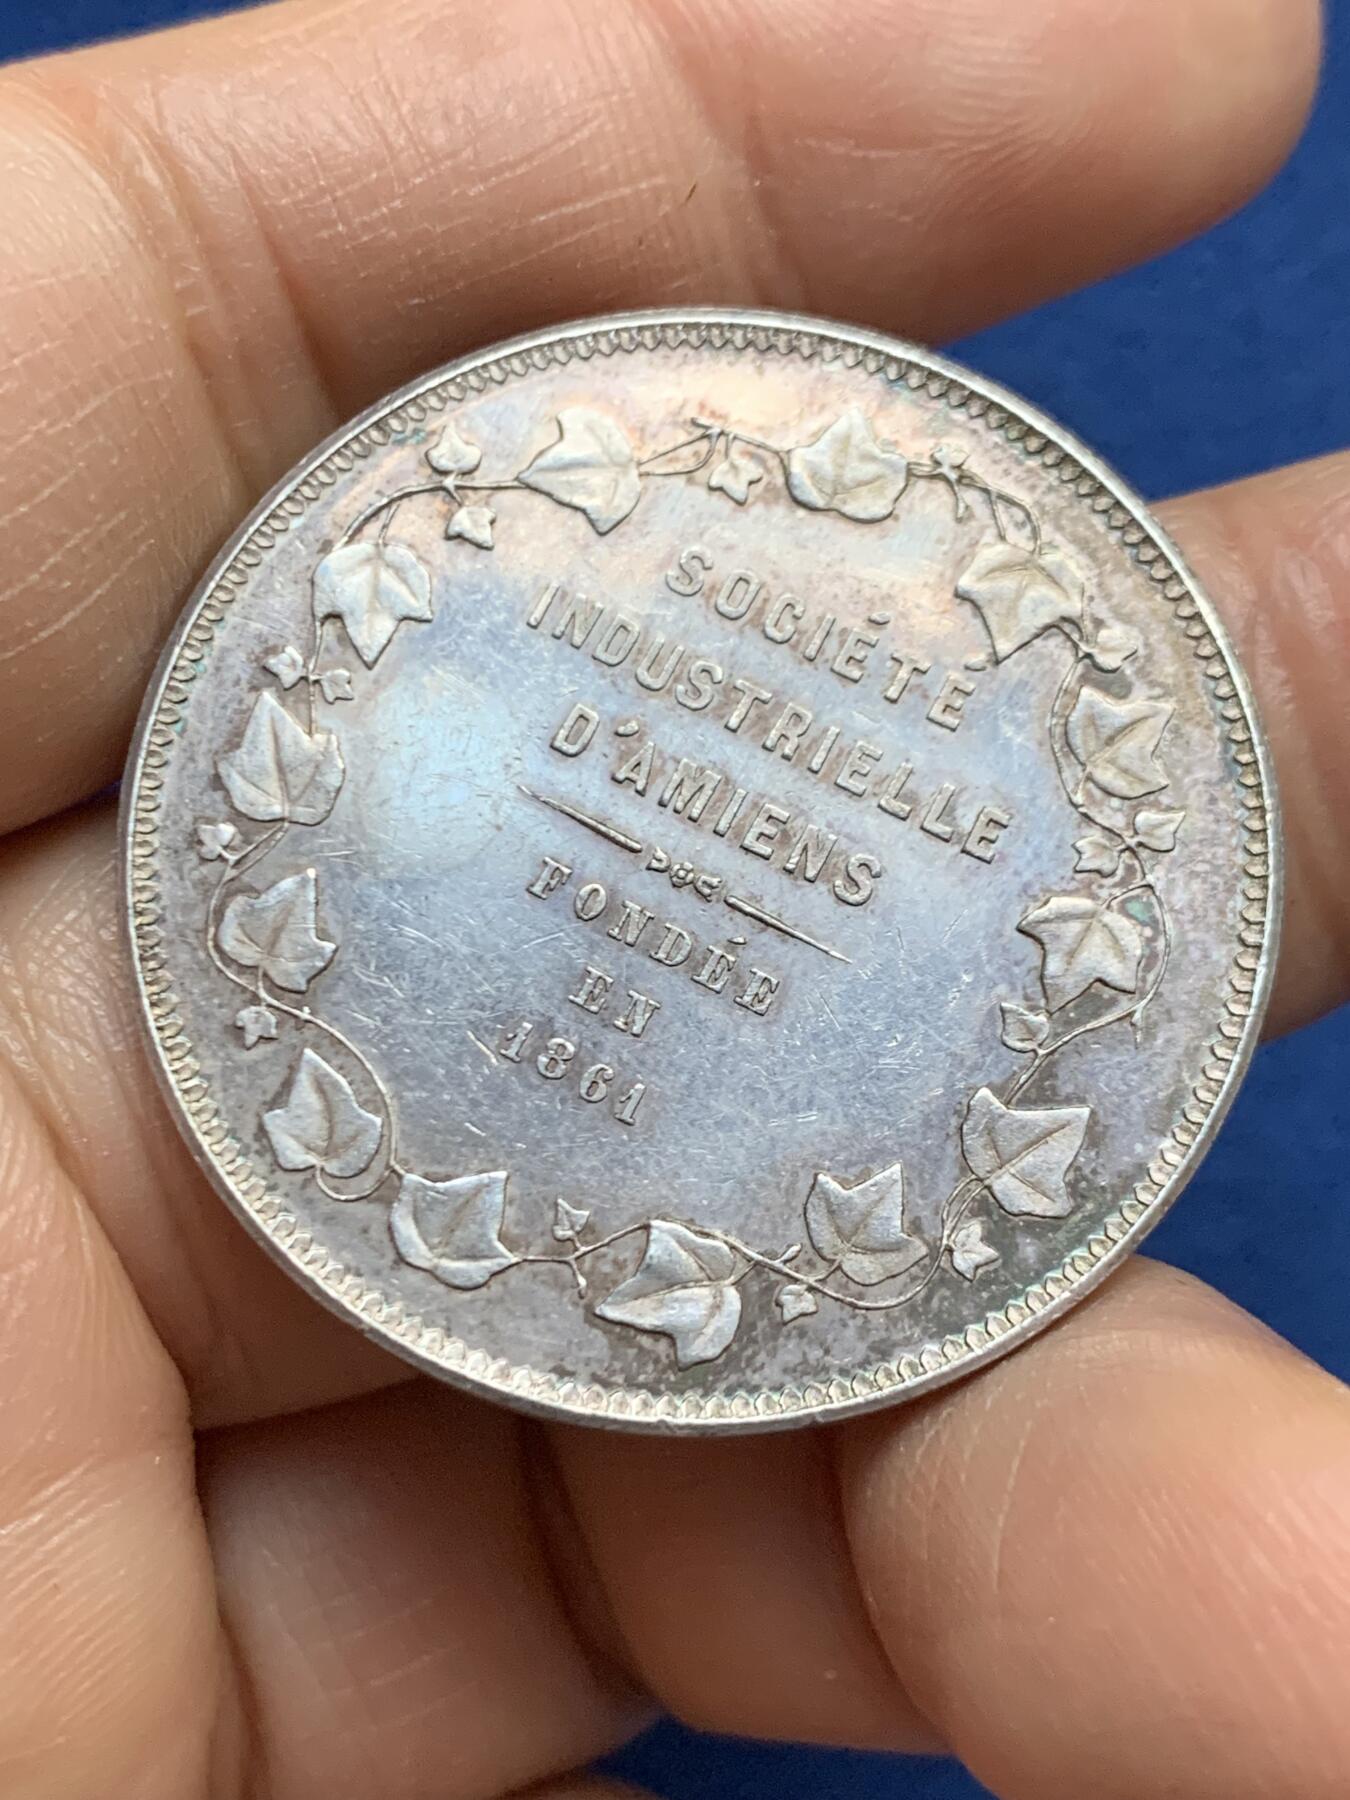 SOCIÉTÉ
INDUSTRIELLE
D'AMIENS
FONDÉE
EN
1861